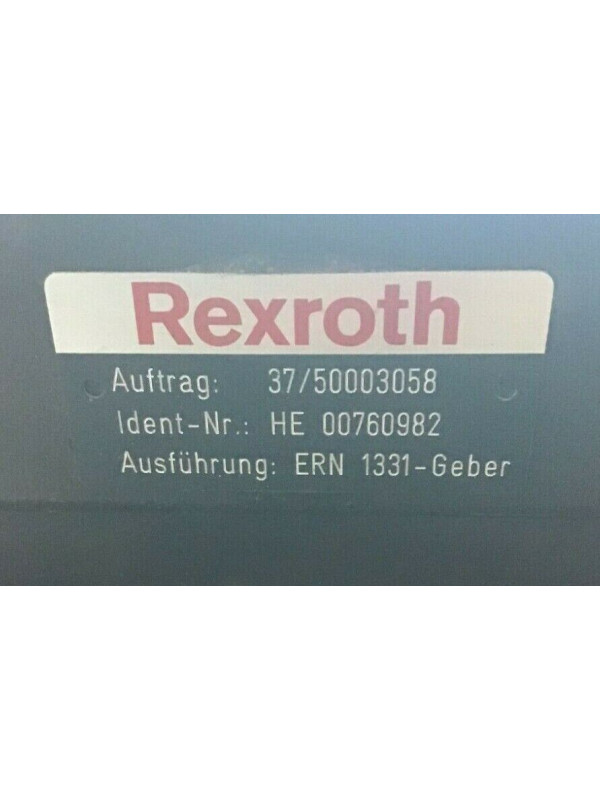 Rexroth
Auftrag: 37/50003058
Ident-Nr.: HE 00760982
Ausführung: ERN 1331-Geber